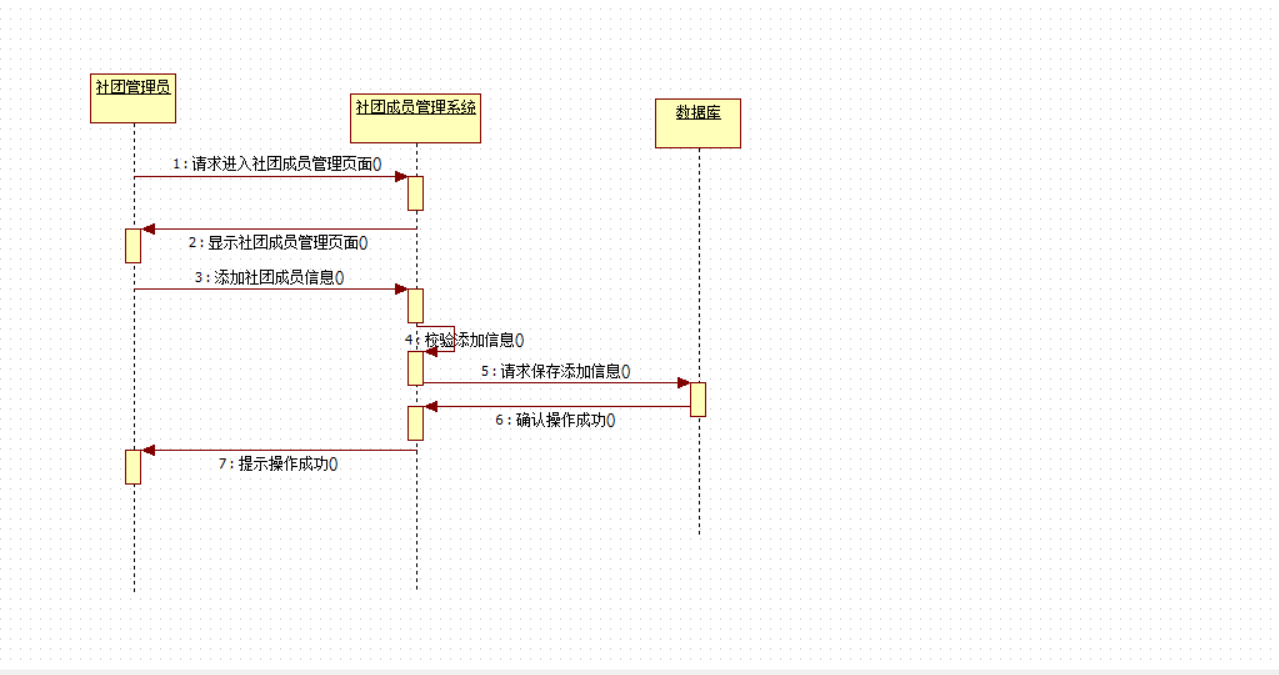 社团管理员
社团成员管理系统
数据库
1:请求进入社团成员管理页面()
2:显示社团成员管理页面()
3:添加社团成员信息()
4:校验添加信息()
5:请求保存添加信息()
6:确认操作成功()
7:提示操作成功()